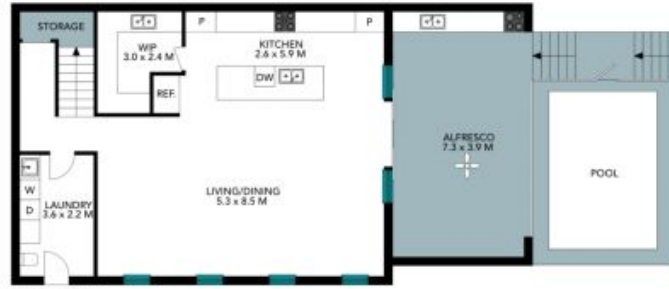 STORAGE
WIP
3.0 x 2.4 M
P
P
KITCHEN
2.6 x 5.9 M
REF.
DW
ALFRESCO
7.3 x 3.9 M
POOL
W
D
LAUNDRY
3.6 x 2.2 M
LIVING/DINING
5.3 x 8.5 M